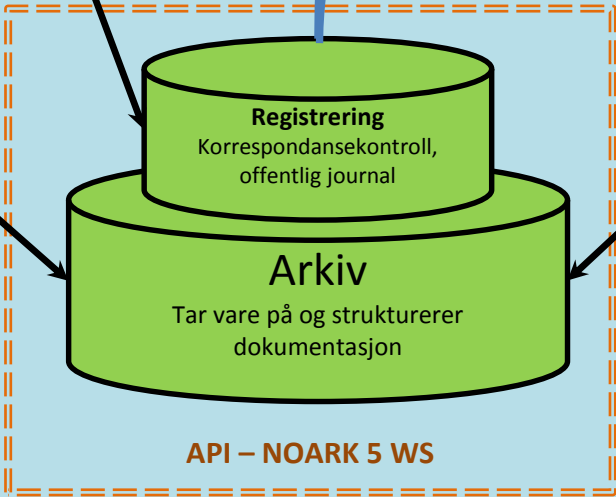 Registrering
Korrespondansekontroll,
offentlig journal
Arkiv
Tar vare på og strukturerer
dokumentasjon
API – NOARK 5 WS